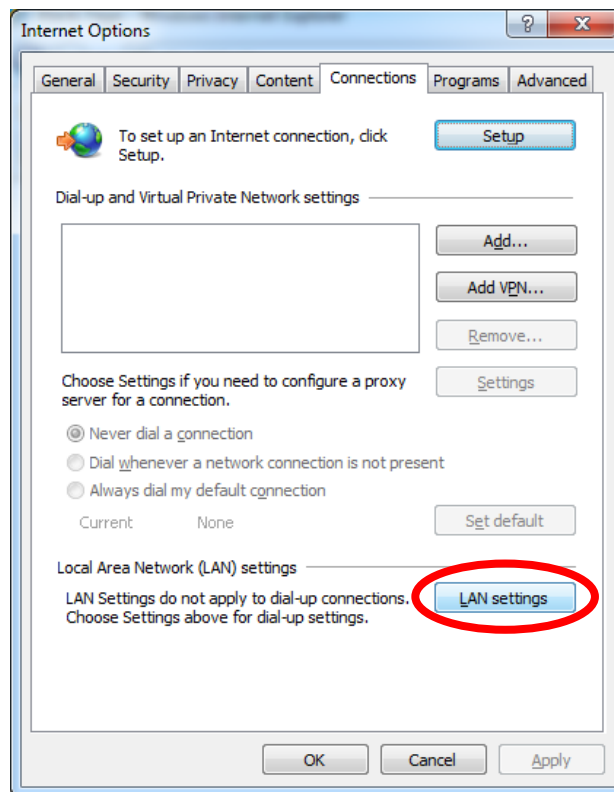 Internet Options
General Security Privacy Content Connections Programs Advanced
To set up an Internet connection, click
Setup.
Setup
Dial-up and Virtual Private Network settings
Add...
Add VPN...
Remove...
Choose Settings if you need to configure a proxy
server for a connection.
Settings
Never dial a connection
Dial whenever a network connection is not present
Always dial my default connection
Current None
Set default
Local Area Network (LAN) settings
LAN Settings do not apply to dial-up connections.
Choose Settings above for dial-up settings.
LAN settings
OK Cancel Apply